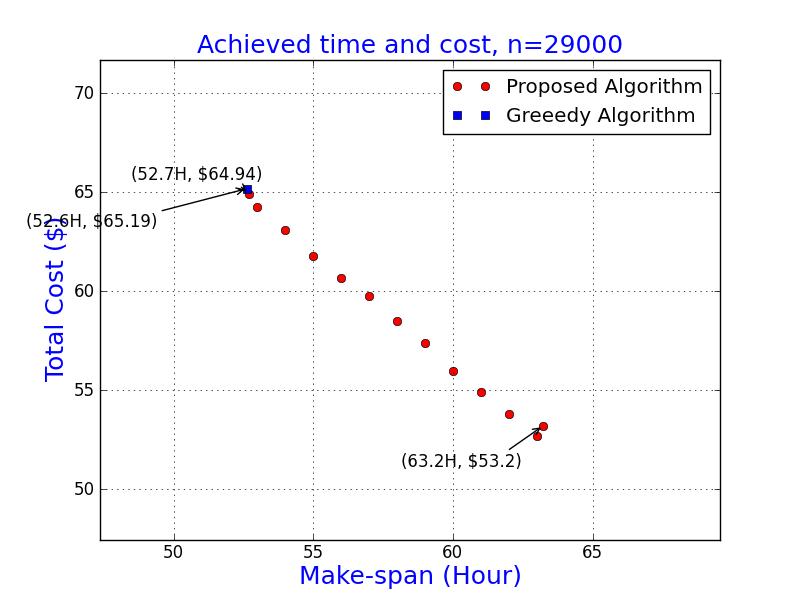 Achieved time and cost, n=29000
Proposed Algorithm
Greeedy Algorithm
70
65
60
55
50
(52.7H, $64.94)
(52.6H, $65.19)
(63.2H, $53.2)
Total Cost ($)
50
55
60
65
Make-span (Hour)